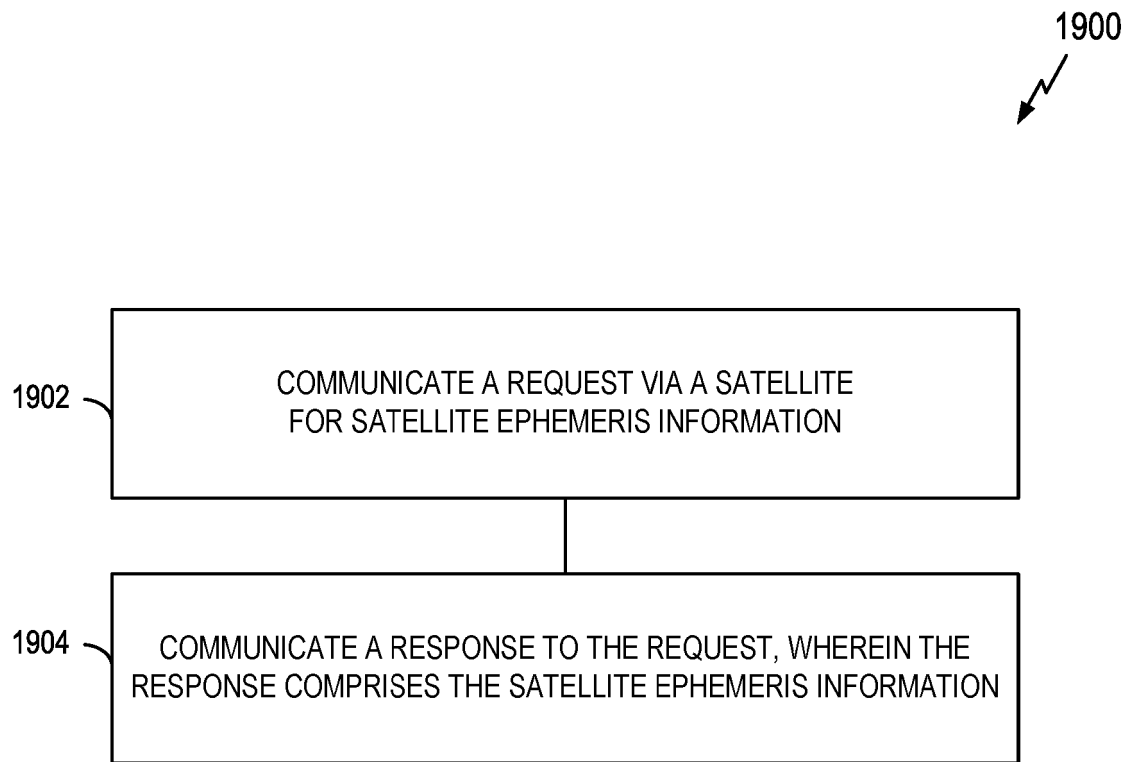 1900
1902
COMMUNICATE A REQUEST VIA A SATELLITE
FOR SATELLITE EPHEMERIS INFORMATION
1904
COMMUNICATE A RESPONSE TO THE REQUEST, WHEREIN THE
RESPONSE COMPRISES THE SATELLITE EPHEMERIS INFORMATION